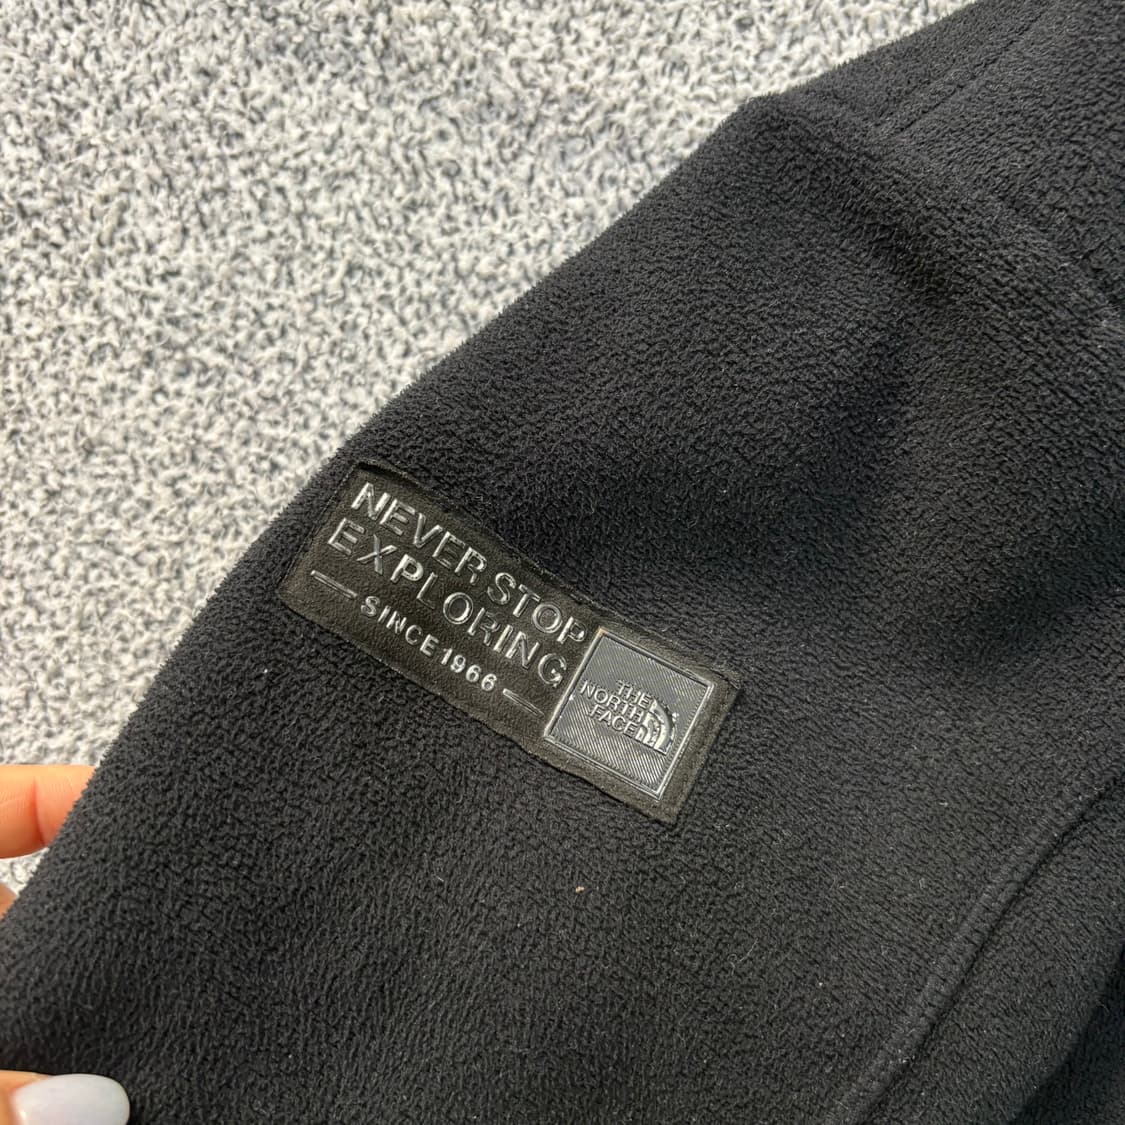 NEVER STOP
EXPLORING
SINCE 1966
THE
NORTH
FACE